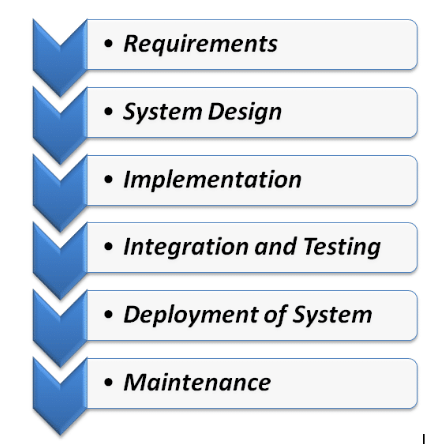 • Requirements
• System Design
• Implementation
• Integration and Testing
• Deployment of System
• Maintenance